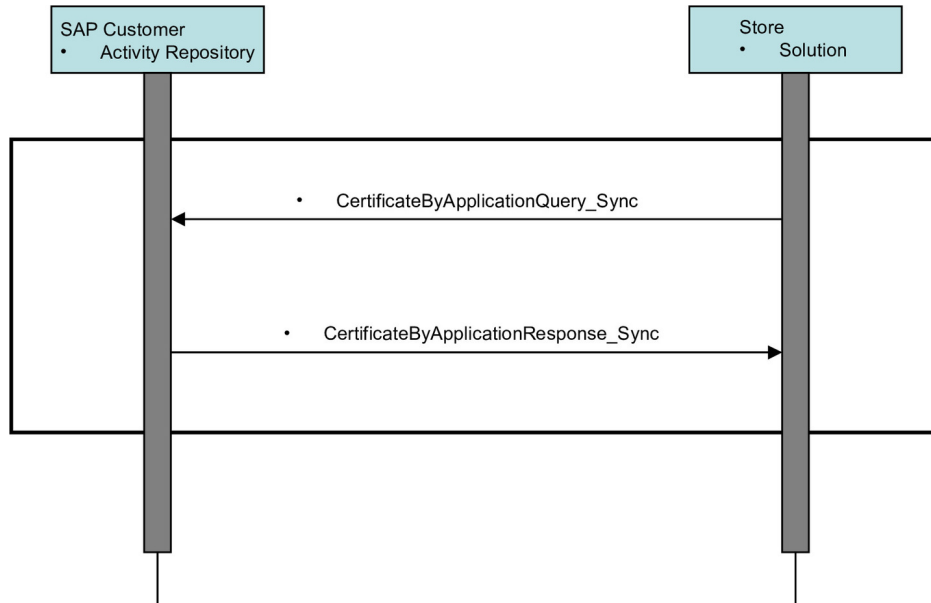 SAP Customer
• Activity Repository
Store
• Solution
• CertificateByApplicationQuery_Sync
• CertificateByApplicationResponse_Sync